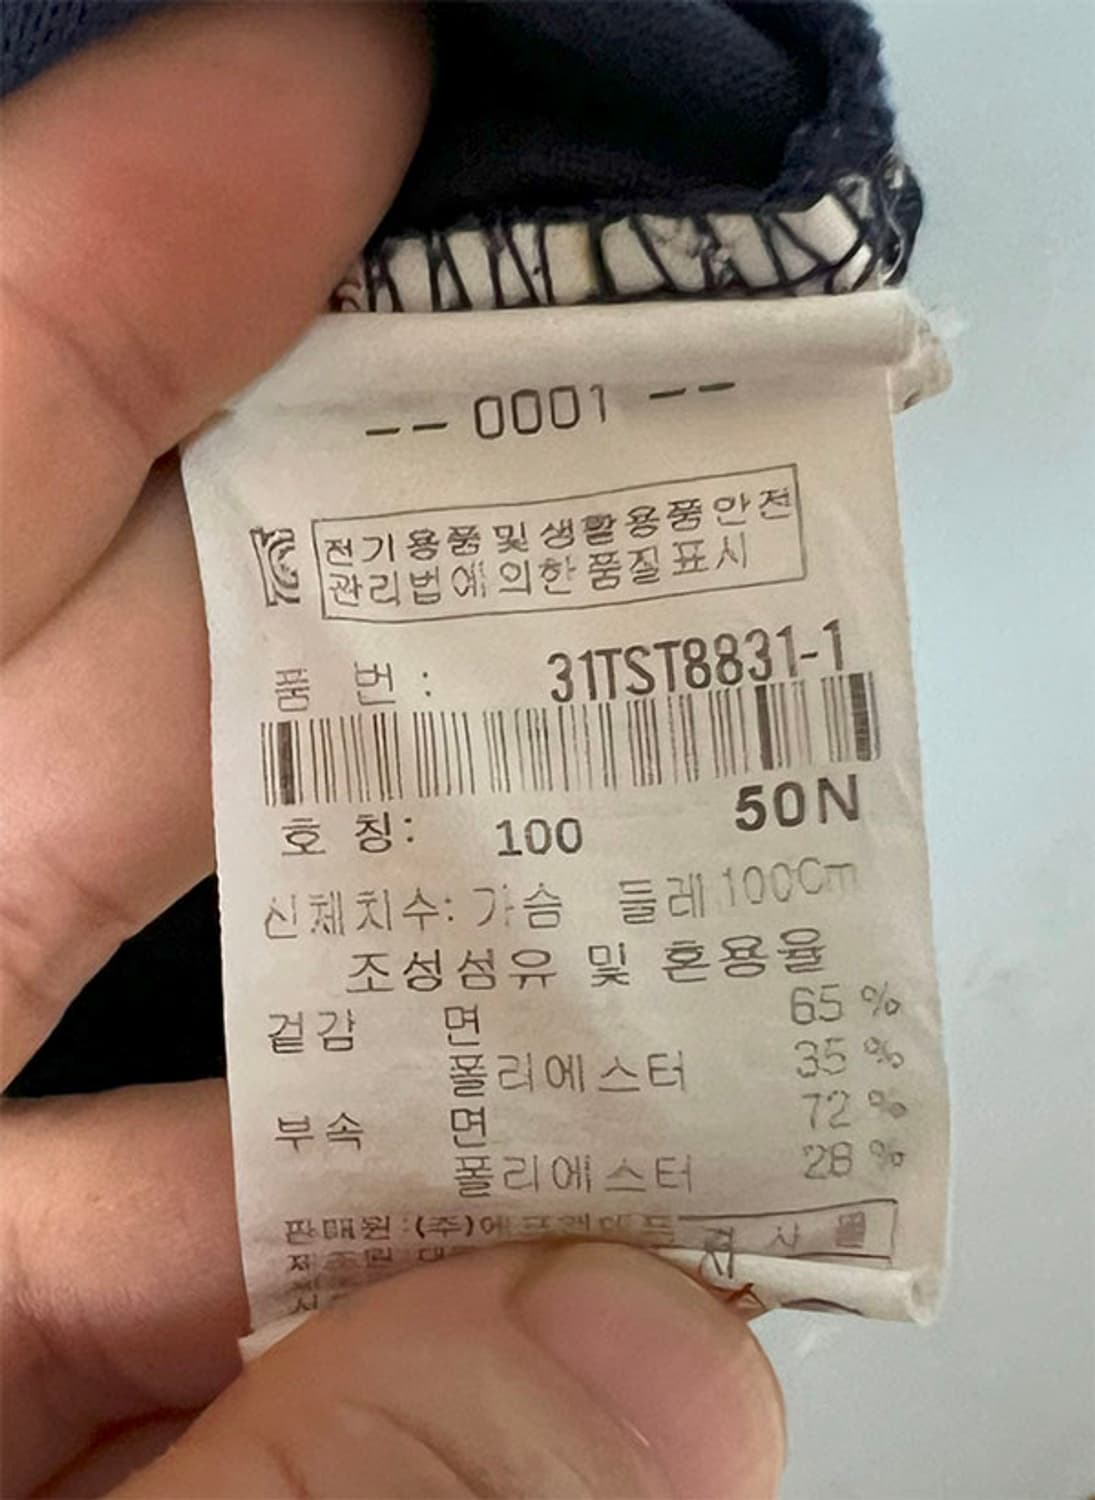 -- 0001 --
전기용품 및 생활용품 안전
관리법에 의한 품질표시
품 번 : 31TST8831-1
50N
호 칭: 100
신체치수: 가슴 둘레 100Cm
조성섬유 및 혼용율
겉감 면 65 %
폴리에스터 35 %
부속 면 72 %
폴리에스터 28 %
판매원 : (주)